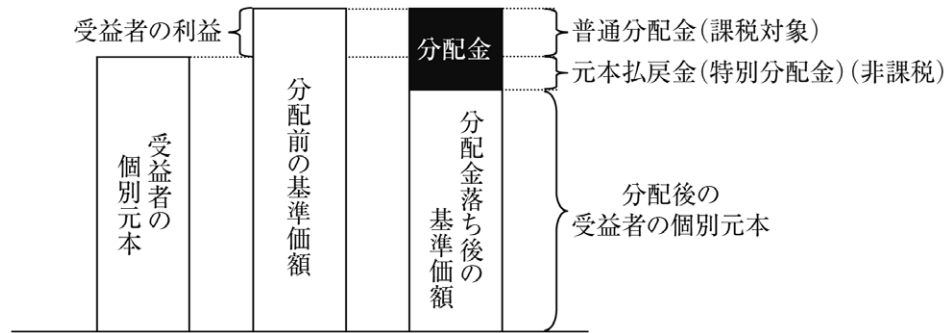 受益者の利益
受益者の
個別元本
分配前の基準価額
分配金
分配金落ち後の
基準価額
普通分配金（課税対象）
元本払戻金（特別分配金）（非課税）
分配後の
受益者の個別元本